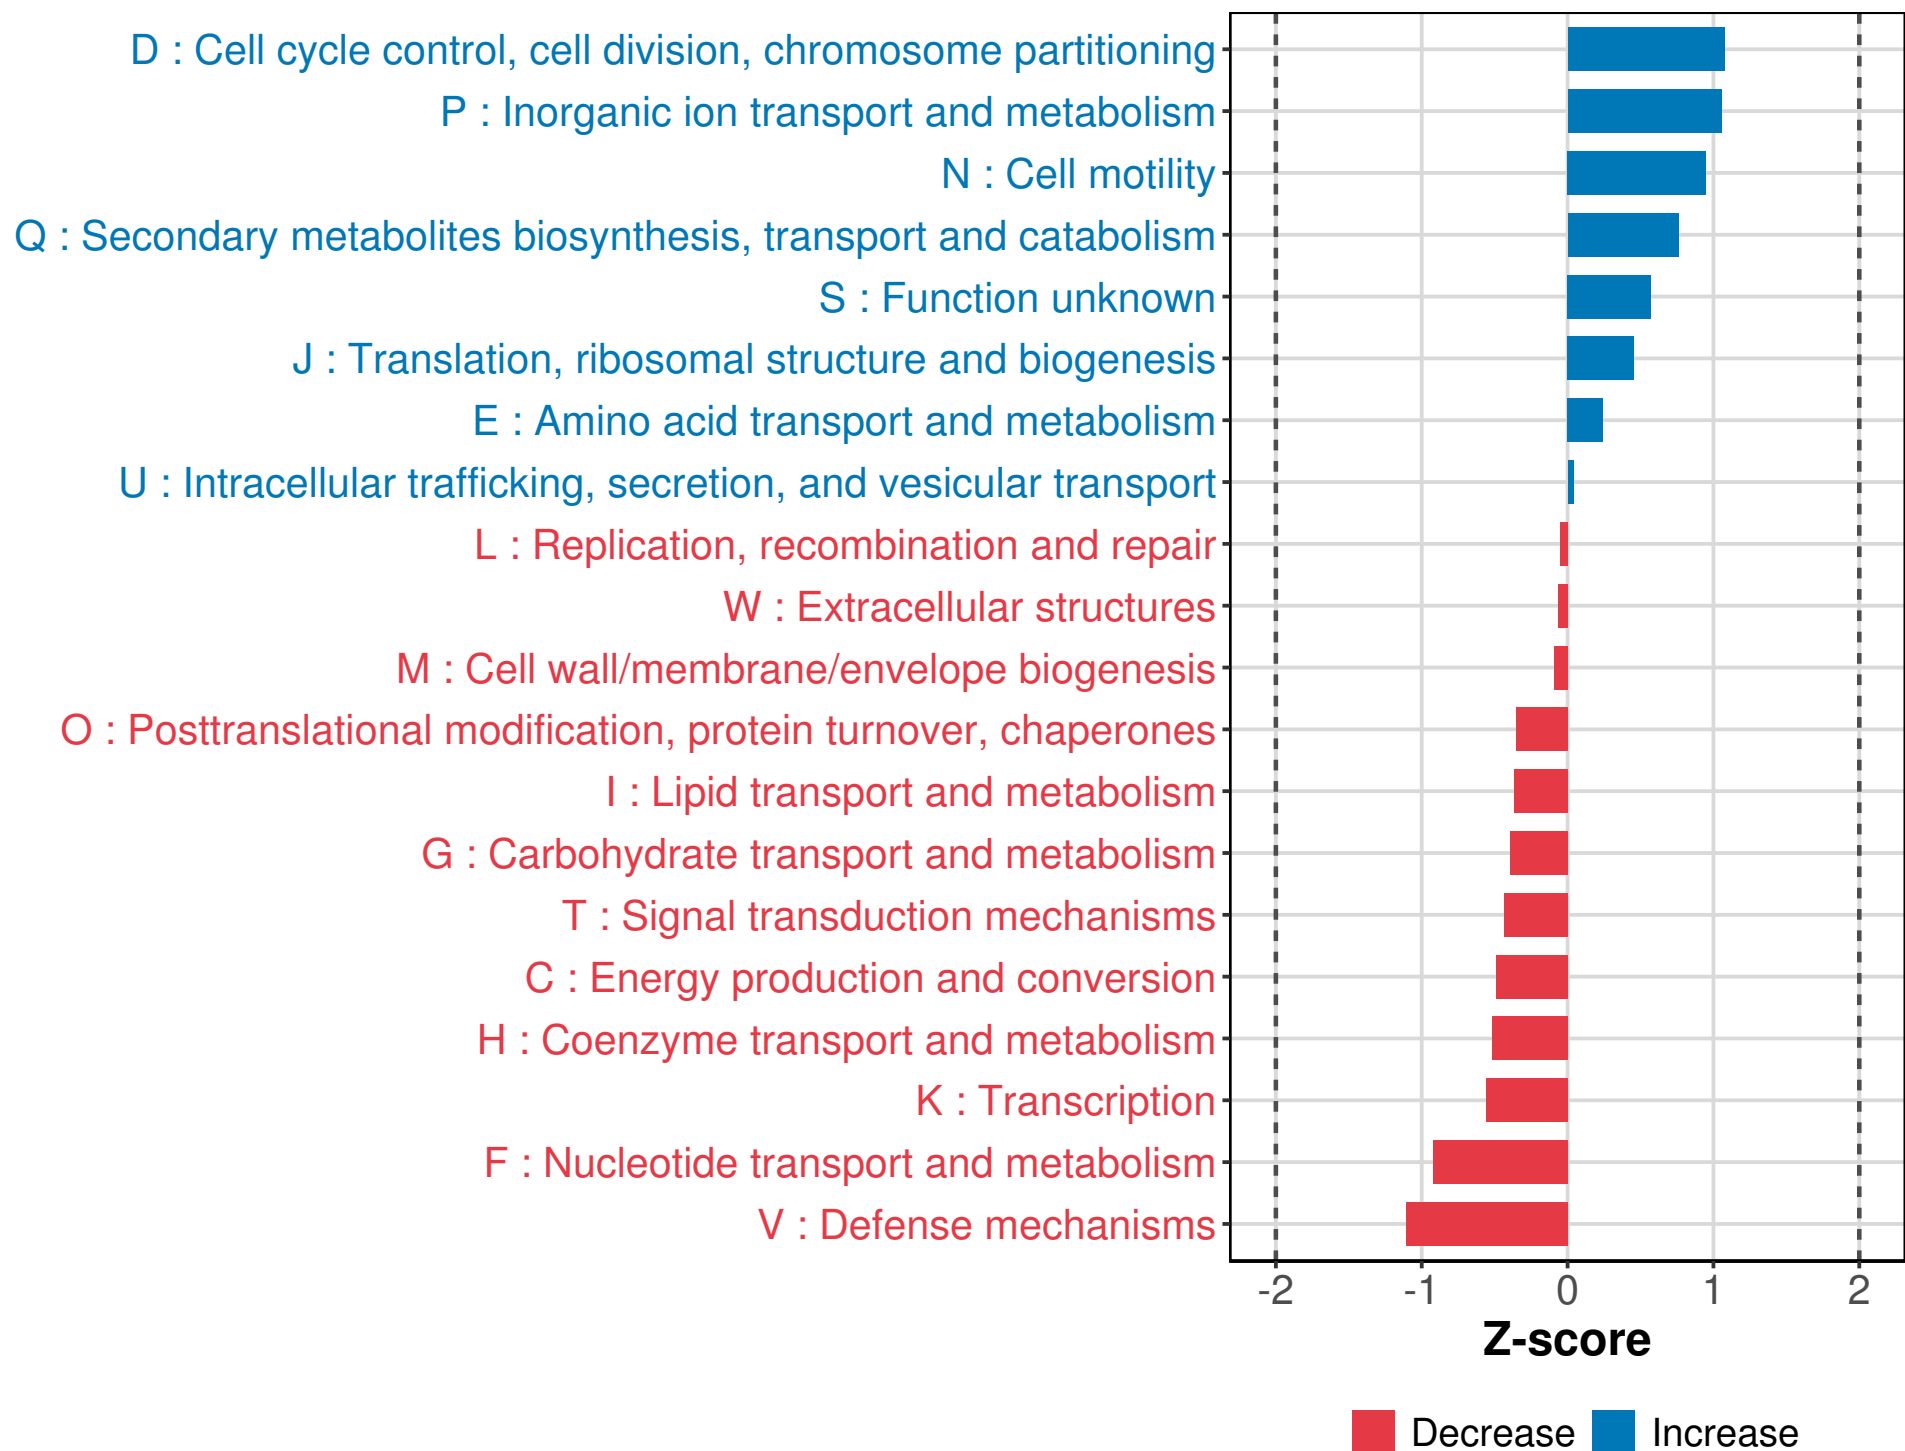 D : Cell cycle control, cell division, chromosome partitioning
P : Inorganic ion transport and metabolism
N : Cell motility
Q : Secondary metabolites biosynthesis, transport and catabolism
S : Function unknown
J : Translation, ribosomal structure and biogenesis
E : Amino acid transport and metabolism
U : Intracellular trafficking, secretion, and vesicular transport
L : Replication, recombination and repair
W : Extracellular structures
M : Cell wall/membrane/envelope biogenesis
O : Posttranslational modification, protein turnover, chaperones
I : Lipid transport and metabolism
G : Carbohydrate transport and metabolism
T : Signal transduction mechanisms
C : Energy production and conversion
H : Coenzyme transport and metabolism
K : Transcription
F : Nucleotide transport and metabolism
V : Defense mechanisms
-2 -1 0 1 2
Z-score
Decrease Increase